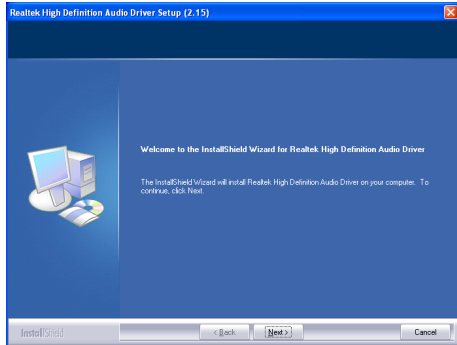 Realtek High Definition Audio Driver Setup (2.15)
Welcome to the InstallShield Wizard for Realtek High Definition Audio Driver
The InstallShield Wizard will install Realtek High Definition Audio Driver on your computer. To
continue, click Next.
InstallShield
< Back
Next >
Cancel